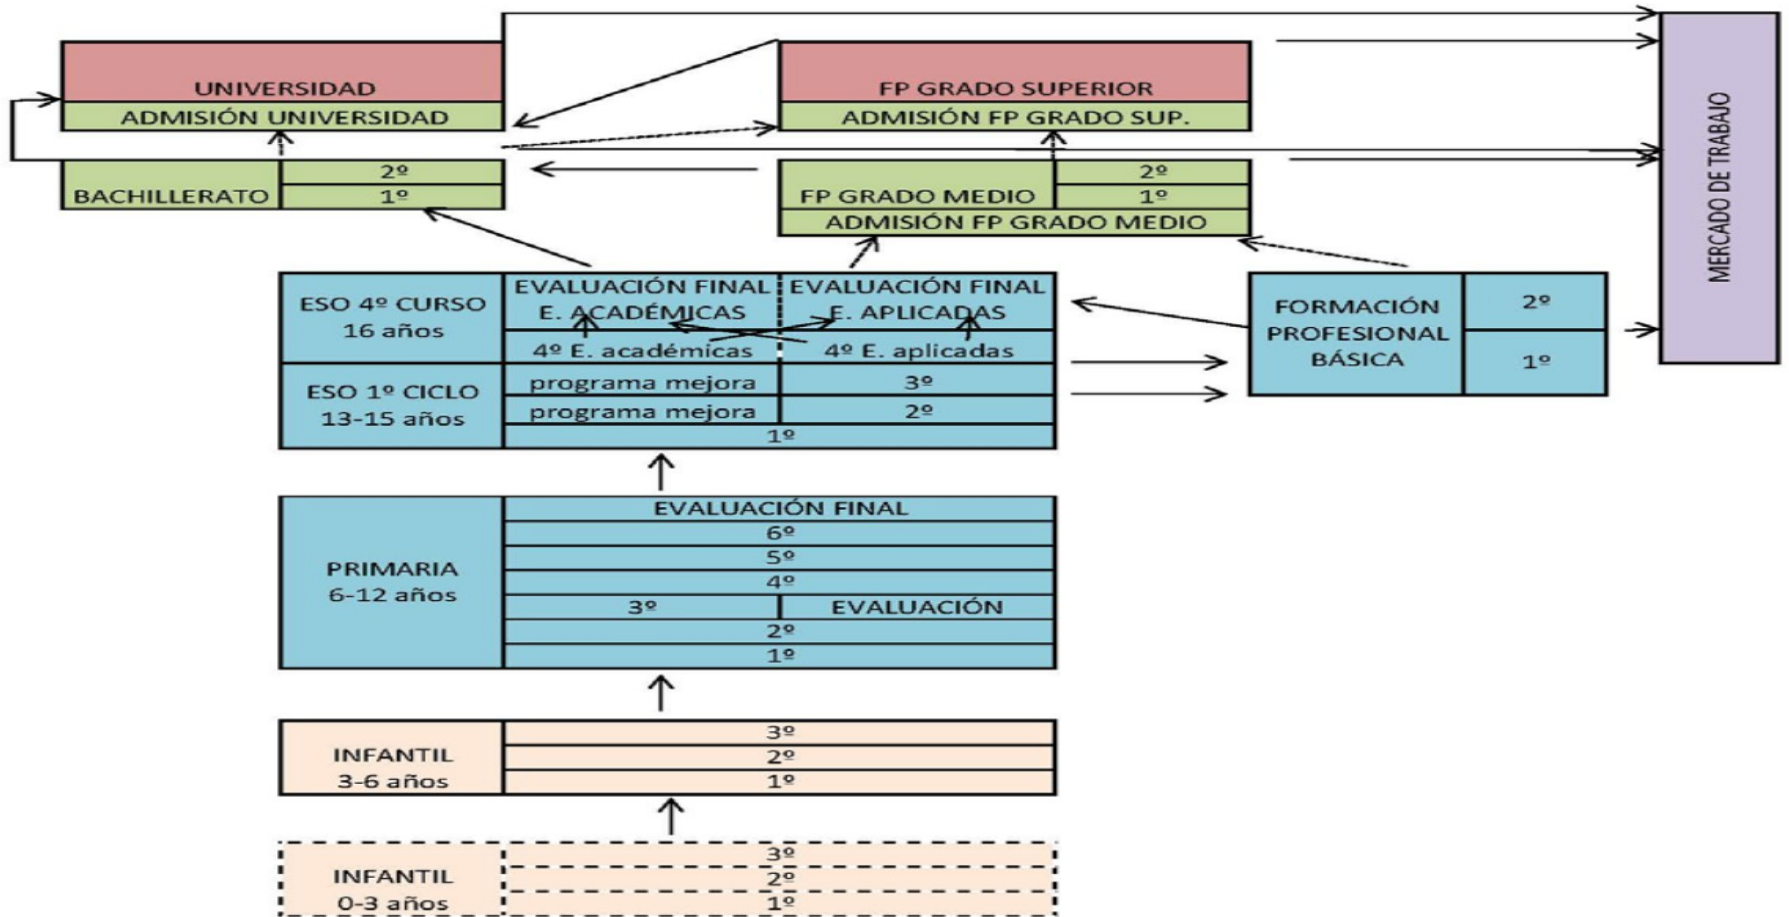 UNIVERSIDAD
ADMISIÓN UNIVERSIDAD
FP GRADO SUPERIOR
ADMISIÓN FP GRADO SUP.
MERCADO DE TRABAJO
BACHILLERATO
2º
1º
FP GRADO MEDIO
2º
1º
ADMISIÓN FP GRADO MEDIO
ESO 4º CURSO
16 años
EVALUACIÓN FINAL
E. ACADÉMICAS
EVALUACIÓN FINAL
E. APLICADAS
4º E. académicas
4º E. aplicadas
FORMACIÓN
PROFESIONAL
BÁSICA
2º
1º
ESO 1º CICLO
13-15 años
programa mejora
3º
programa mejora
2º
1º
PRIMARIA
6-12 años
EVALUACIÓN FINAL
6º
5º
4º
3º
EVALUACIÓN
2º
1º
INFANTIL
3-6 años
3º
2º
1º
INFANTIL
0-3 años
3º
2º
1º